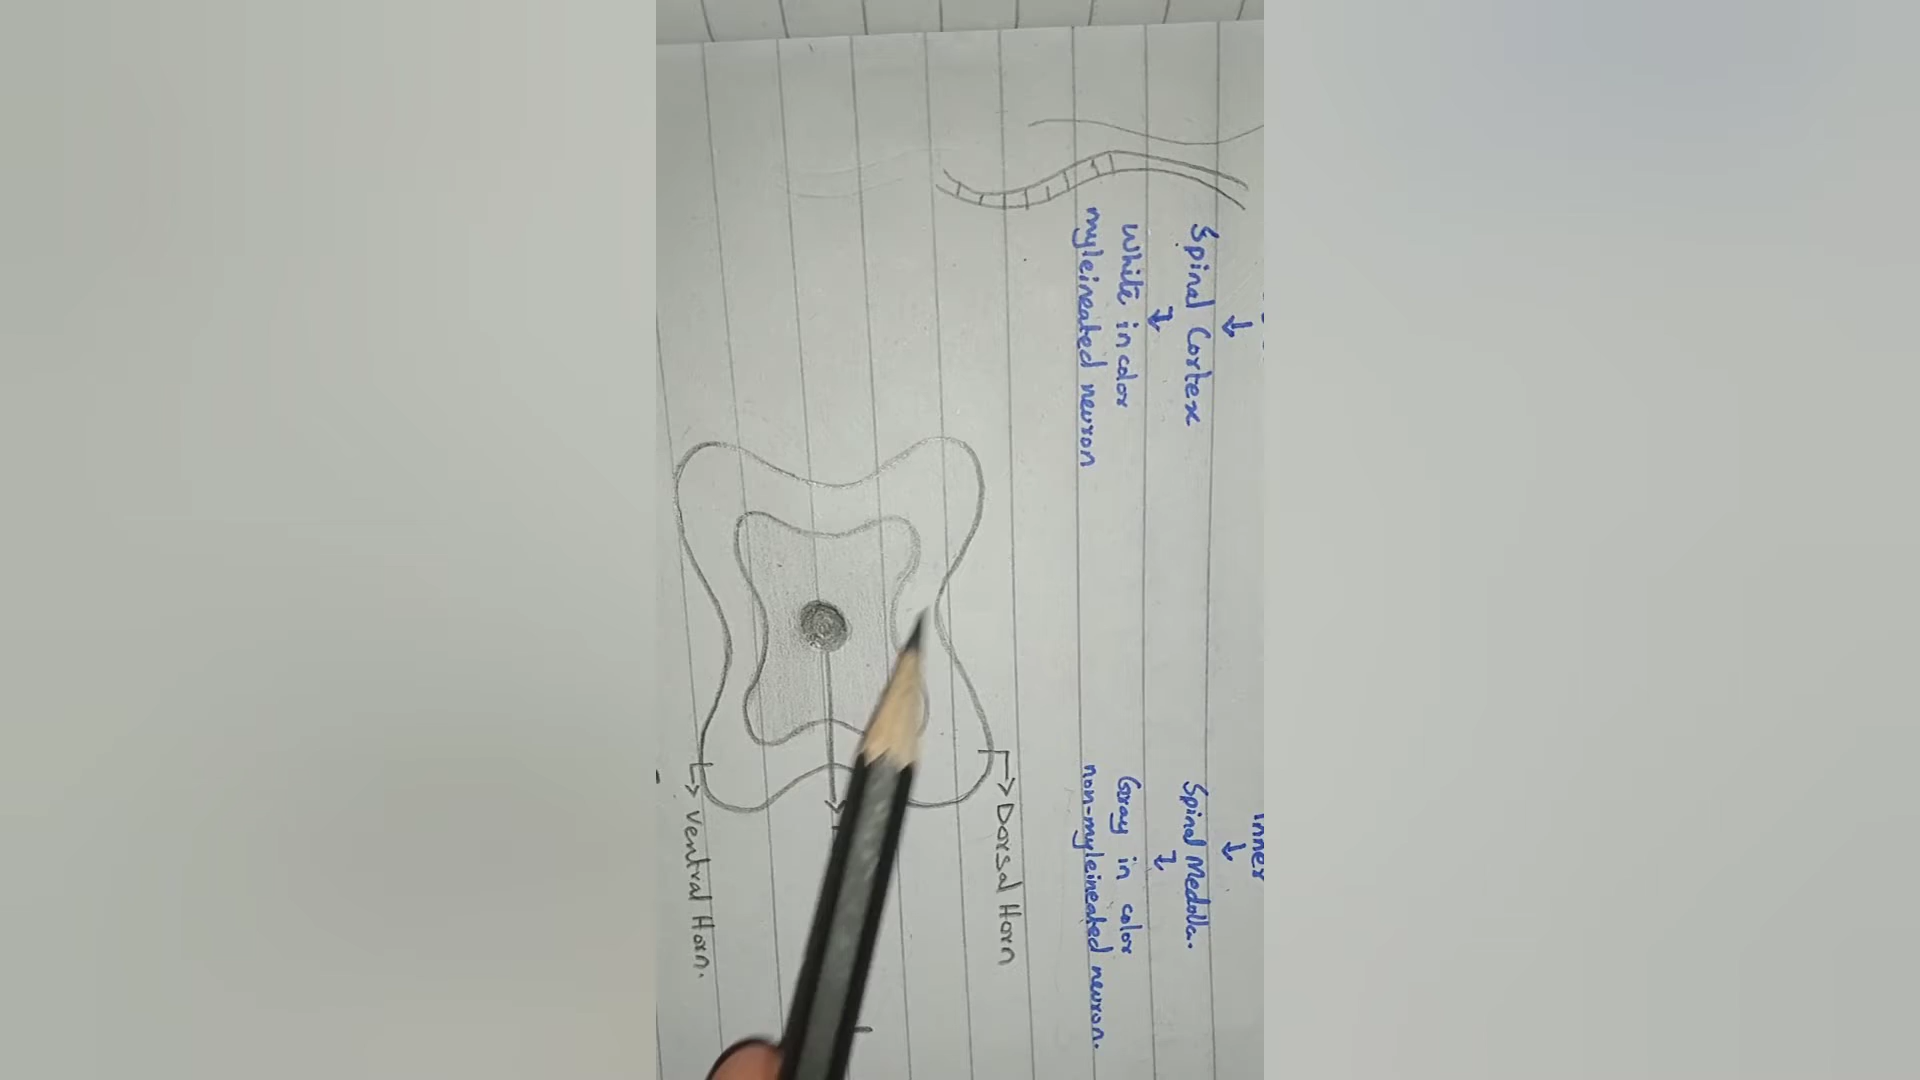 inner
↓ ↓
Spinal Cortex Spinal Medolla.
↓ ↓
White in color Gray in color
myleineated neuron non-myleineated neuron.
→ Dorsal Horn
→ Ventral Horn.